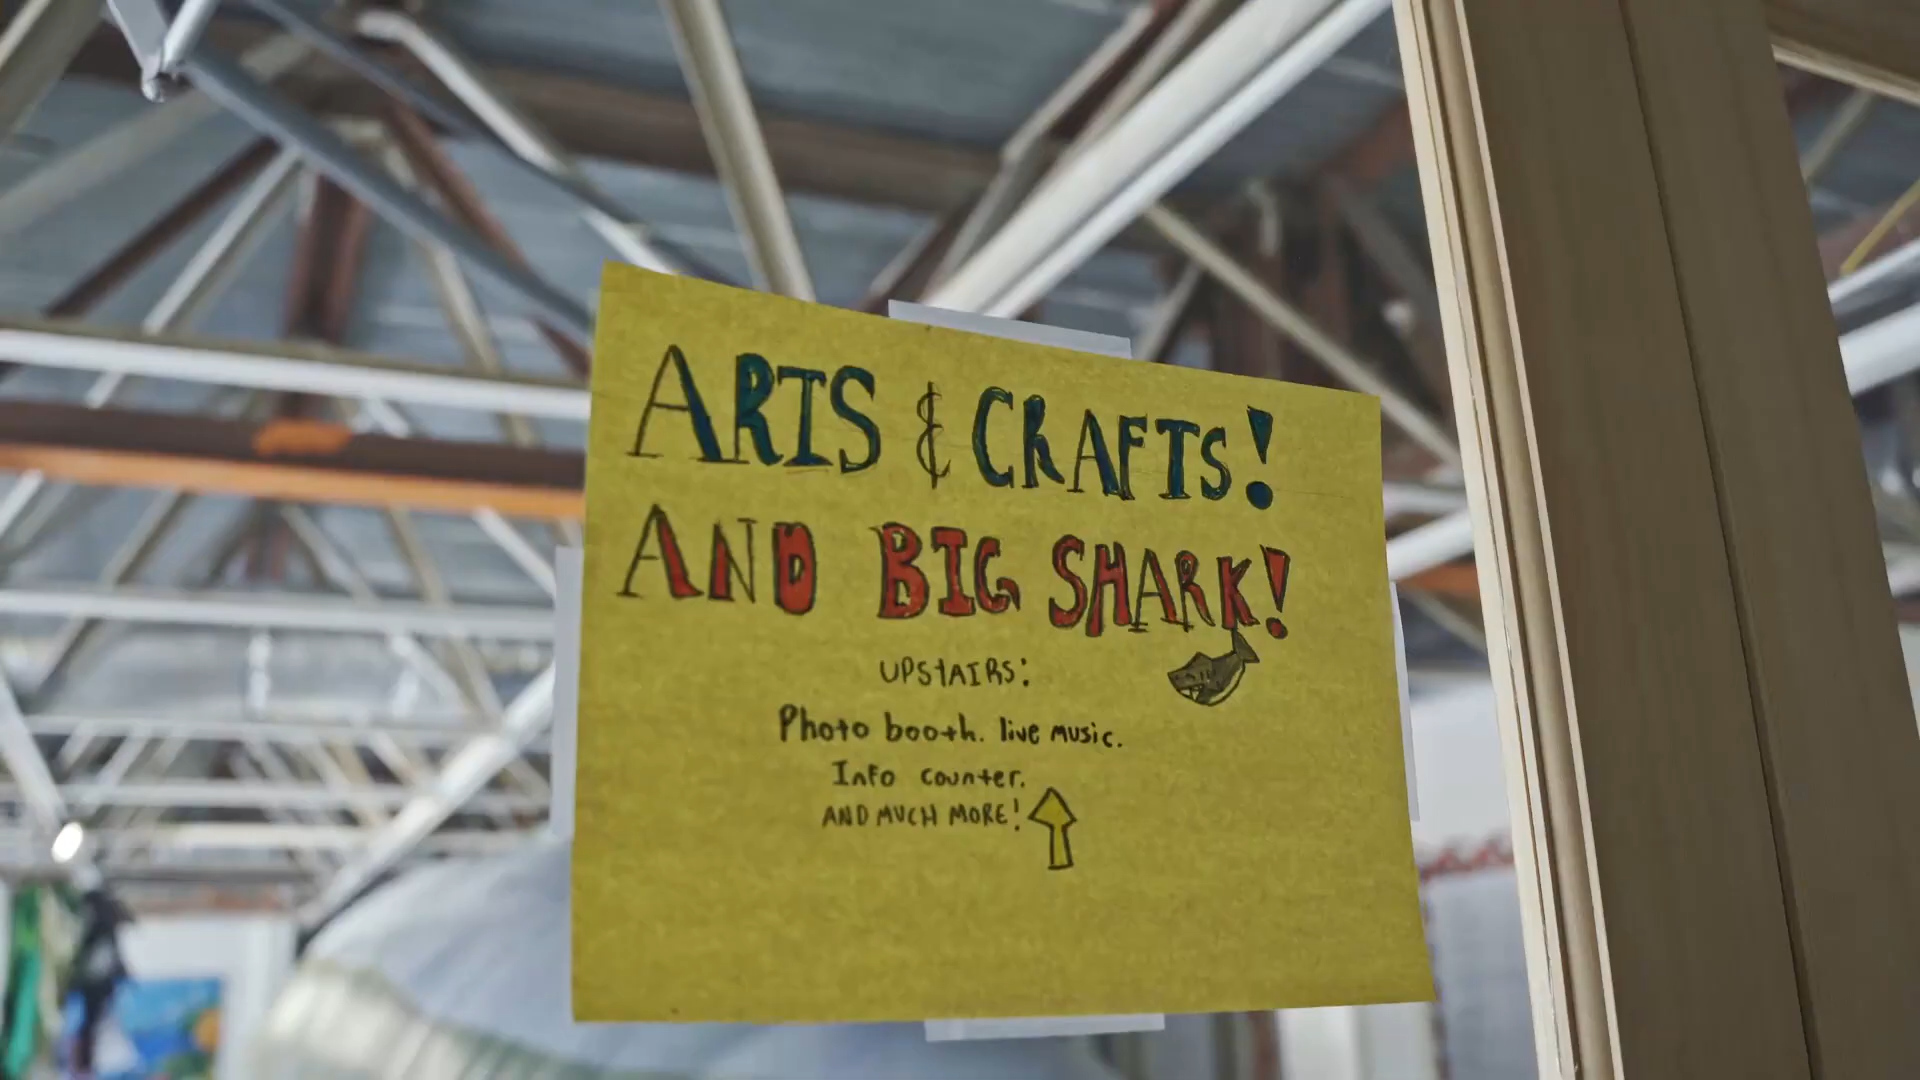 ARTS & CRAFTS!
AND BIG SHARK!
UPSTAIRS:
Photo booth. live music.
Info counter.
AND MUCH MORE!